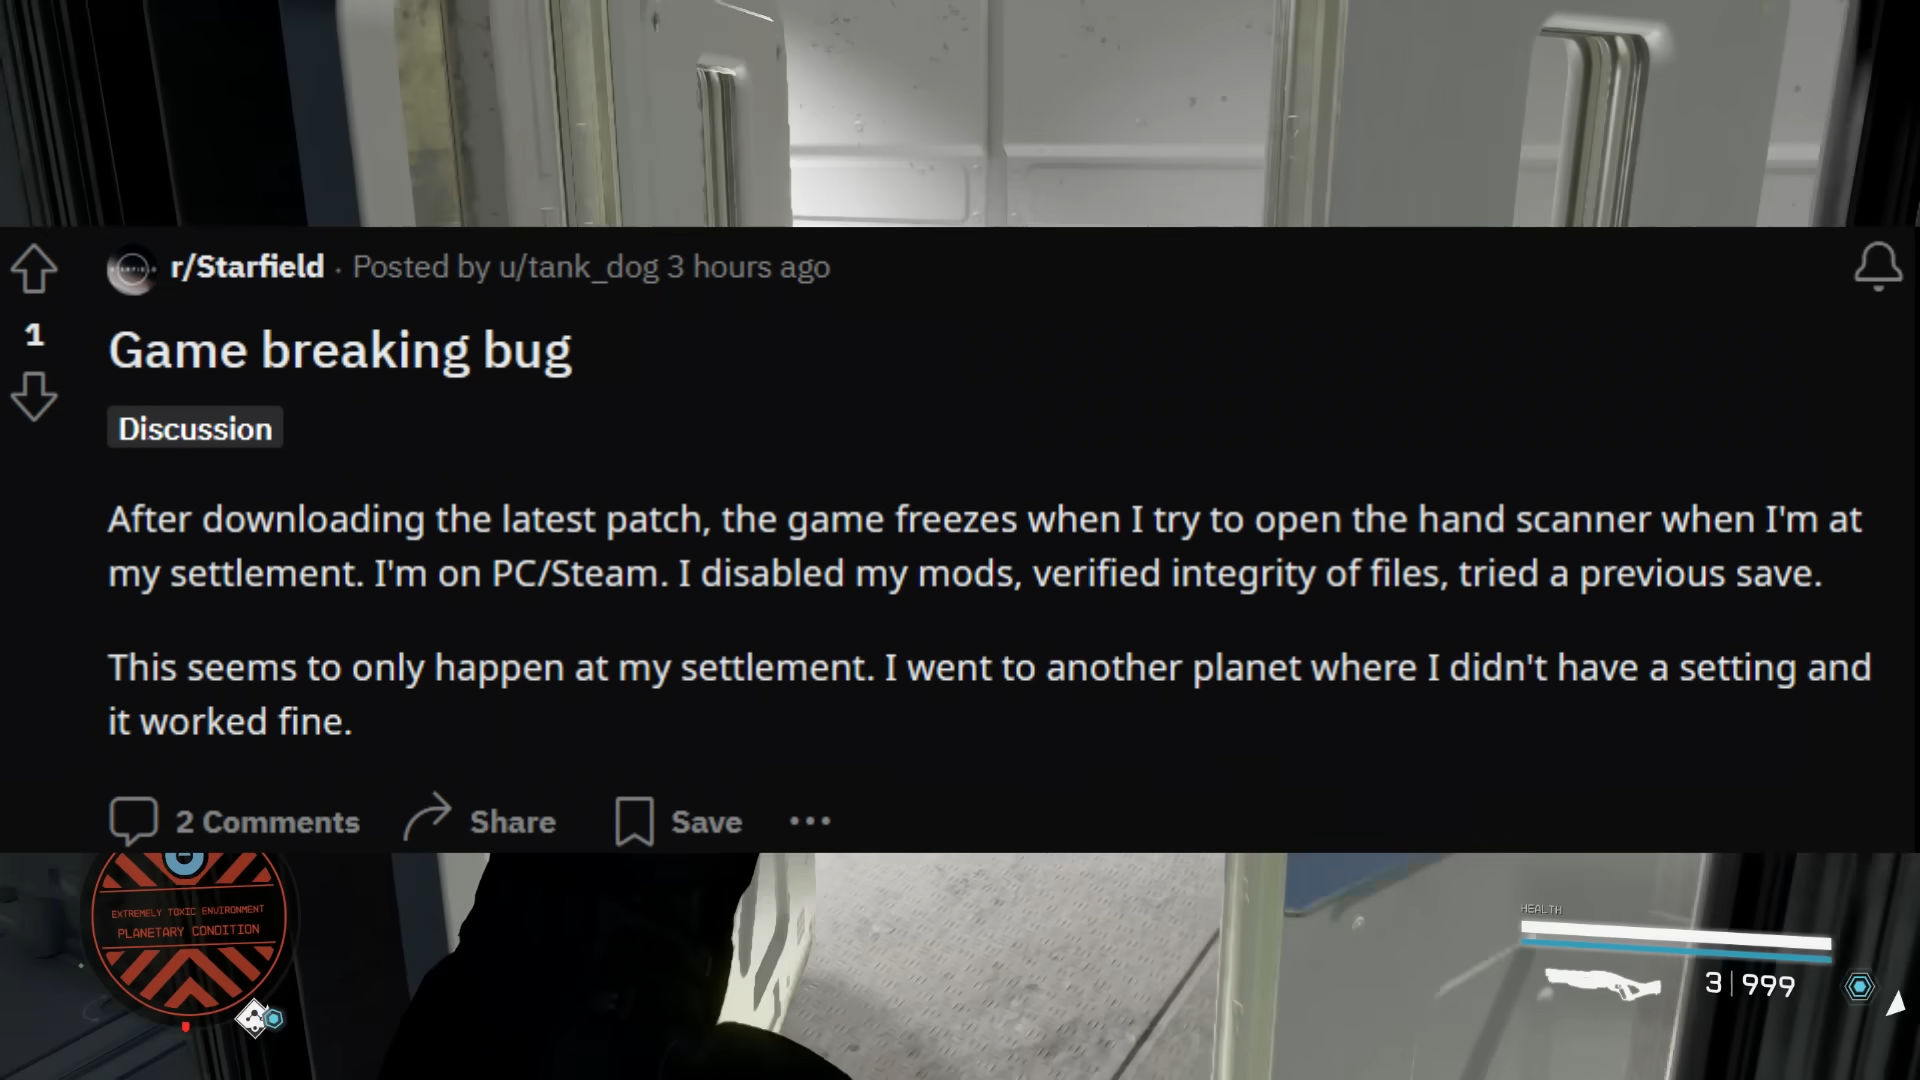 r/Starfield · Posted by u/tank_dog 3 hours ago
1
Game breaking bug
Discussion
After downloading the latest patch, the game freezes when I try to open the hand scanner when I'm at
my settlement. I'm on PC/Steam. I disabled my mods, verified integrity of files, tried a previous save.
This seems to only happen at my settlement. I went to another planet where I didn't have a setting and
it worked fine.
2 Comments Share Save
EXTREMELY TOXIC ENVIRONMENT
PLANETARY CONDITION
HEALTH
3 | 999